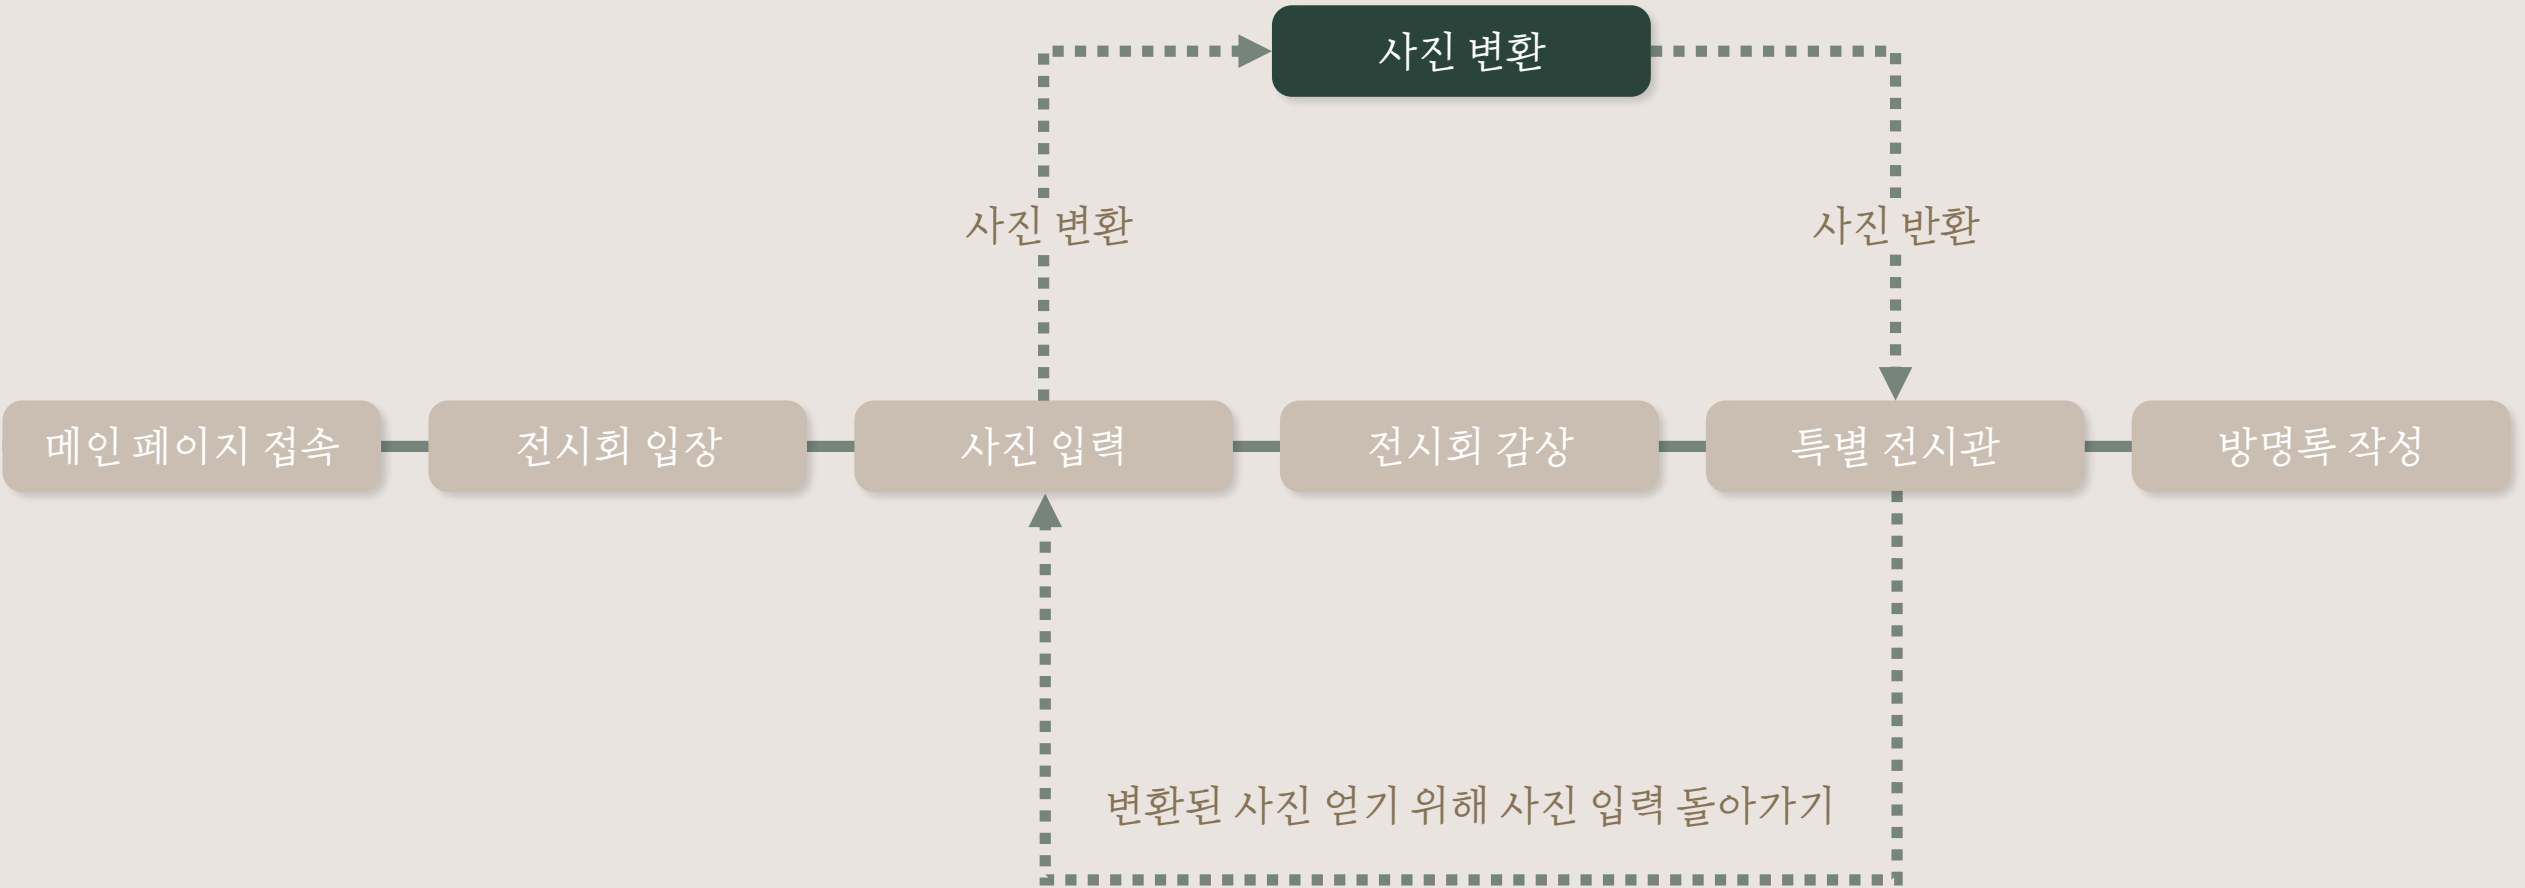 사진 변환
사진 변환
사진 반환
메인 페이지 접속
전시회 입장
사진 입력
전시회 감상
특별 전시관
방명록 작성
변환된 사진 얻기 위해 사진 입력 돌아가기